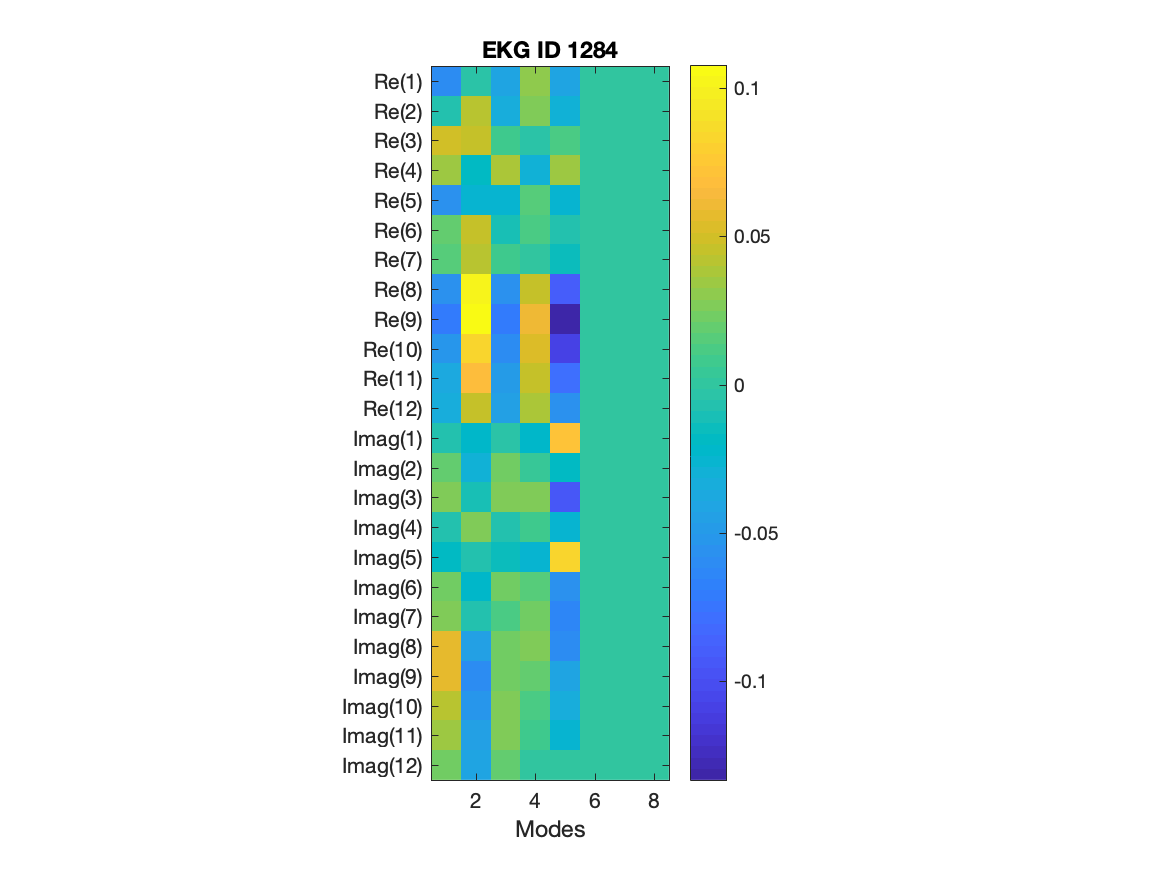 EKG ID 1284
Re(1)
Re(2)
Re(3)
Re(4)
Re(5)
Re(6)
Re(7)
Re(8)
Re(9)
Re(10)
Re(11)
Re(12)
Imag(1)
Imag(2)
Imag(3)
Imag(4)
Imag(5)
Imag(6)
Imag(7)
Imag(8)
Imag(9)
Imag(10)
Imag(11)
Imag(12)
2 4 6 8
Modes
0.1
0.05
0
-0.05
-0.1